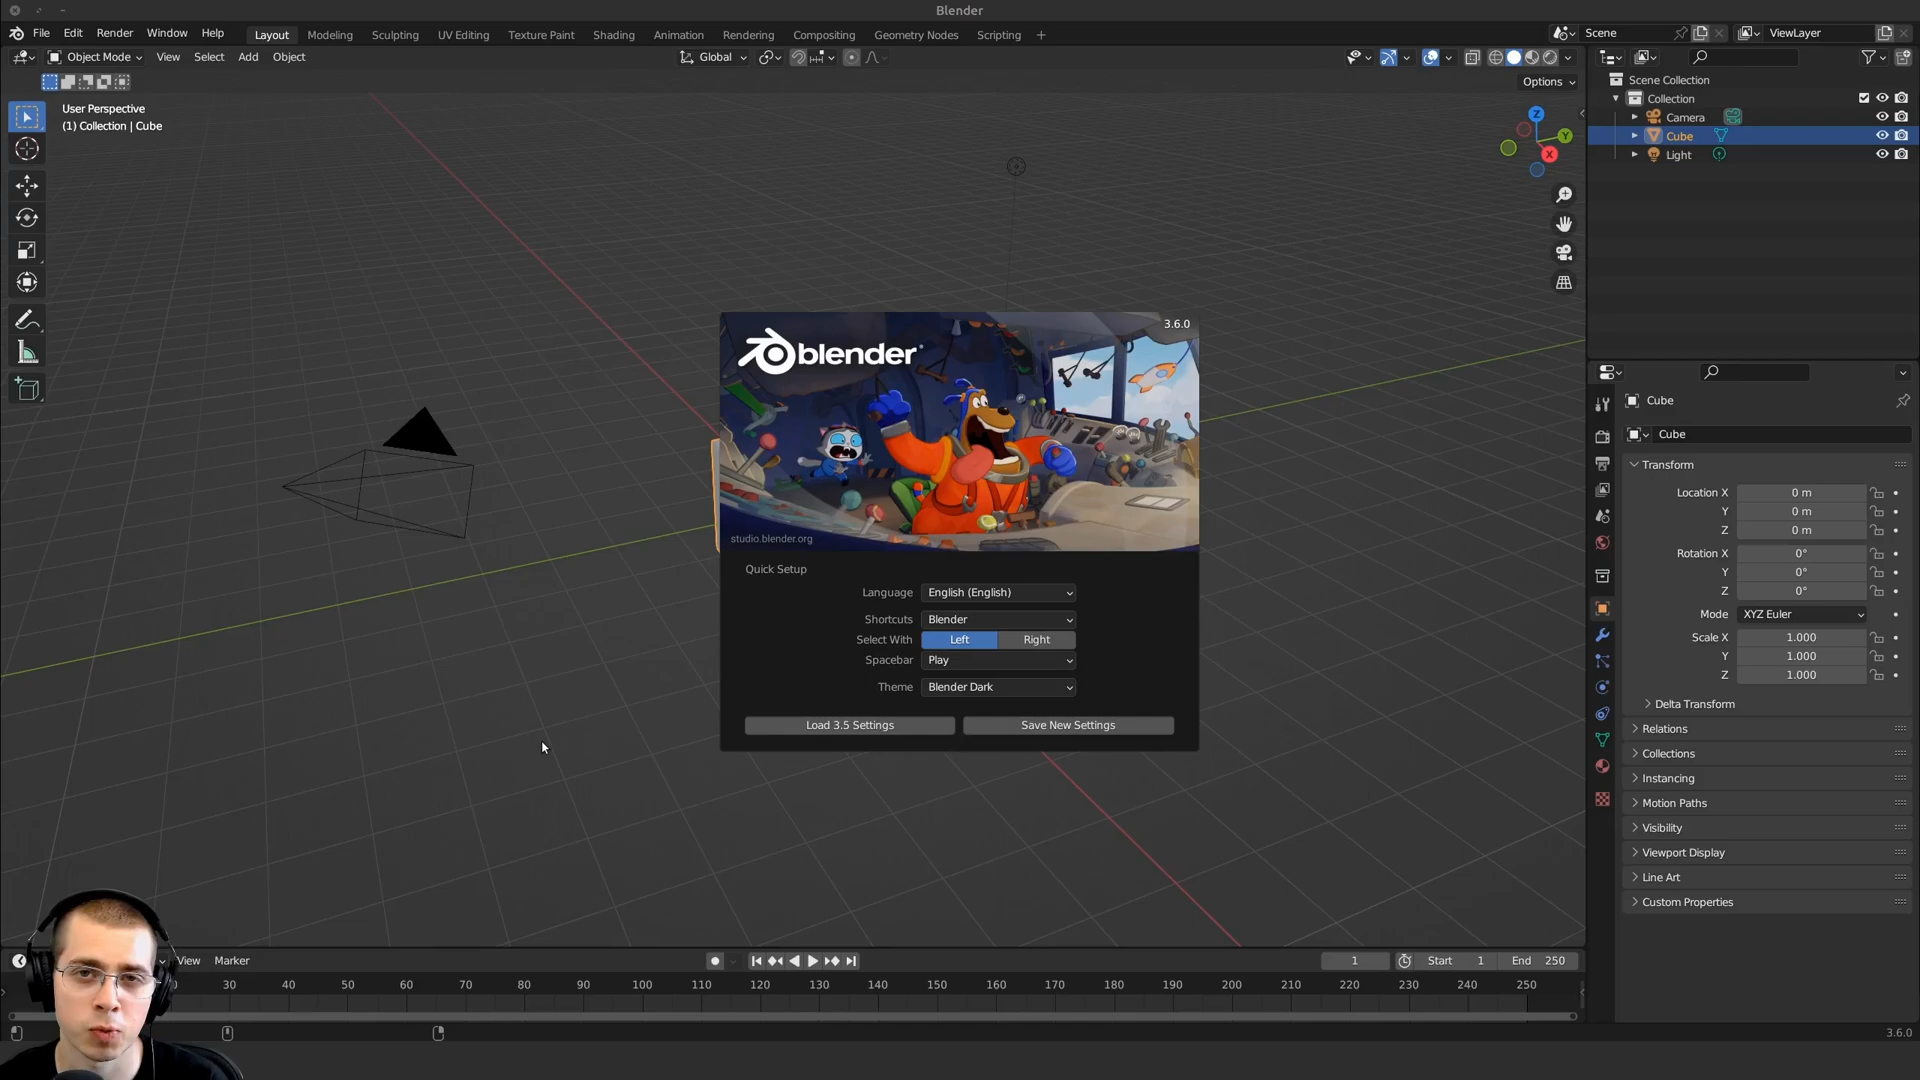 Blender
File Edit Render Window Help
Layout Modeling Sculpting UV Editing Texture Paint Shading Animation Rendering Compositing Geometry Nodes Scripting +
Scene
ViewLayer
Object Mode View Select Add Object
Global
Options
User Perspective
(1) Collection | Cube
Z
Y
X
Scene Collection
Collection
Camera
Cube
Light
3.6.0
blender
studio.blender.org
Quick Setup
Language English (English)
Shortcuts Blender
Select With Left Right
Spacebar Play
Theme Blender Dark
Load 3.5 Settings Save New Settings
Cube
Cube
Transform
Location X 0 m
Y 0 m
Z 0 m
Rotation X 0°
Y 0°
Z 0°
Mode XYZ Euler
Scale X 1.000
Y 1.000
Z 1.000
Delta Transform
Relations
Collections
Instancing
Motion Paths
Visibility
Viewport Display
Line Art
Custom Properties
View Marker
1 Start 1 End 250
30 40 50 60 70 80 90 100 110 120 130 140 150 160 170 180 190 200 210 220 230 240 250
3.6.0